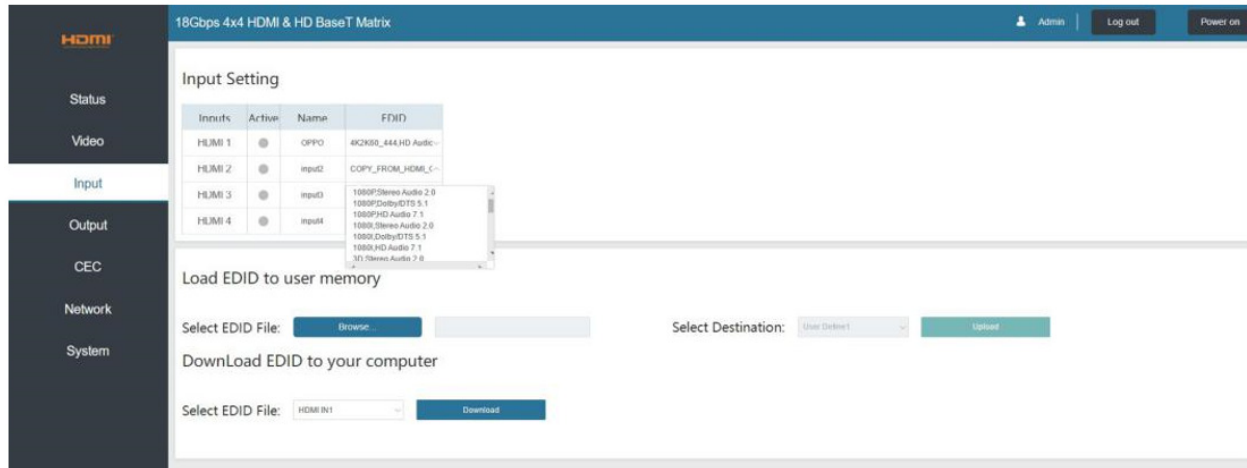 HDMI
18Gbps 4x4 HDMI & HD BaseT Matrix
Admin
Log out
Power on
Status
Video
Input
Output
CEC
Network
System
Input Setting
Inputs Active Name EDID
HDMI 1 OPPO 4K2K60_444,HD Audio
HDMI 2 input2 COPY_FROM_HDMI_
HDMI 3 input3
HDMI 4 input4
1080P,Stereo Audio 2.0
1080P,Dolby/DTS 5.1
1080P,HD Audio 7.1
1080I,Stereo Audio 2.0
1080I,Dolby/DTS 5.1
1080I,HD Audio 7.1
3D,Stereo Audio 2.0
Load EDID to user memory
Select EDID File: Browse... Select Destination: User Define1 Upload
DownLoad EDID to your computer
Select EDID File: HDMI IN1 Download